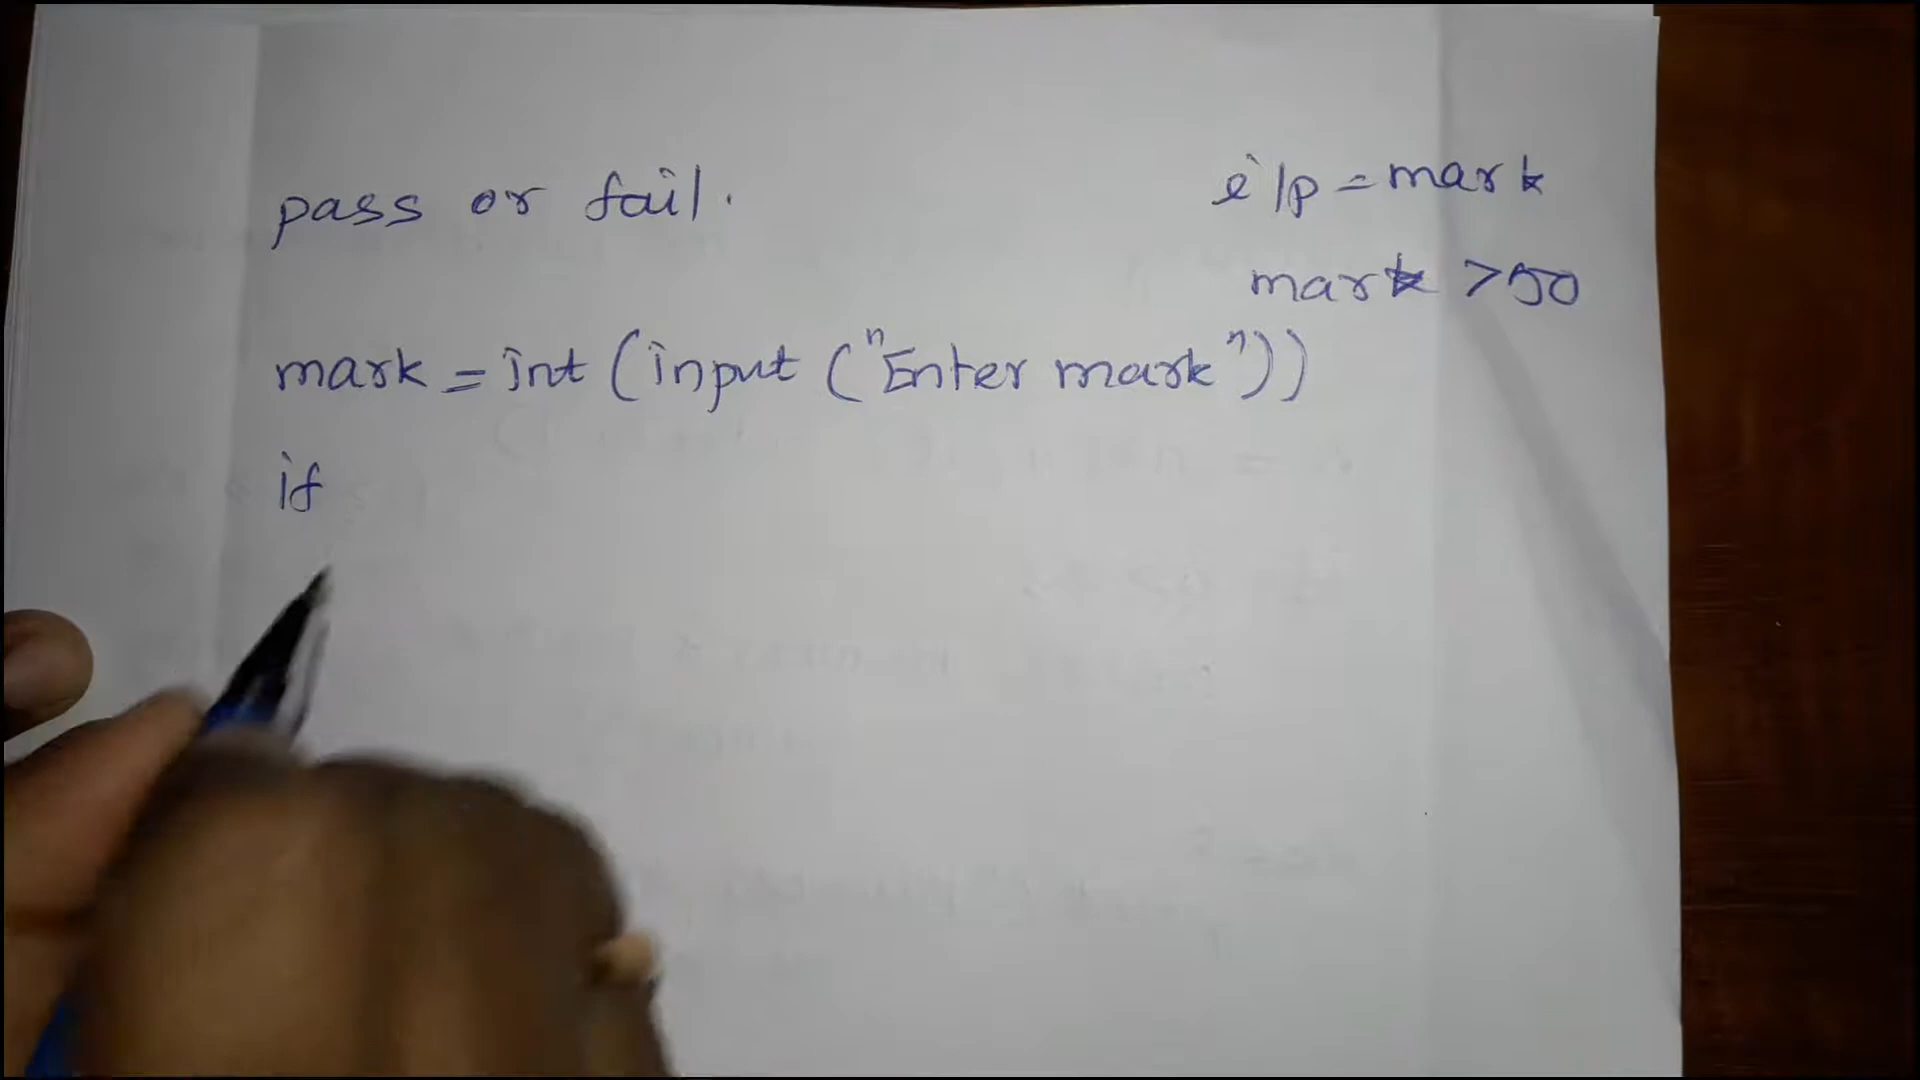 pass or fail.
i/p = mark
mark > 50
mark = int (input ("Enter mark"))
if